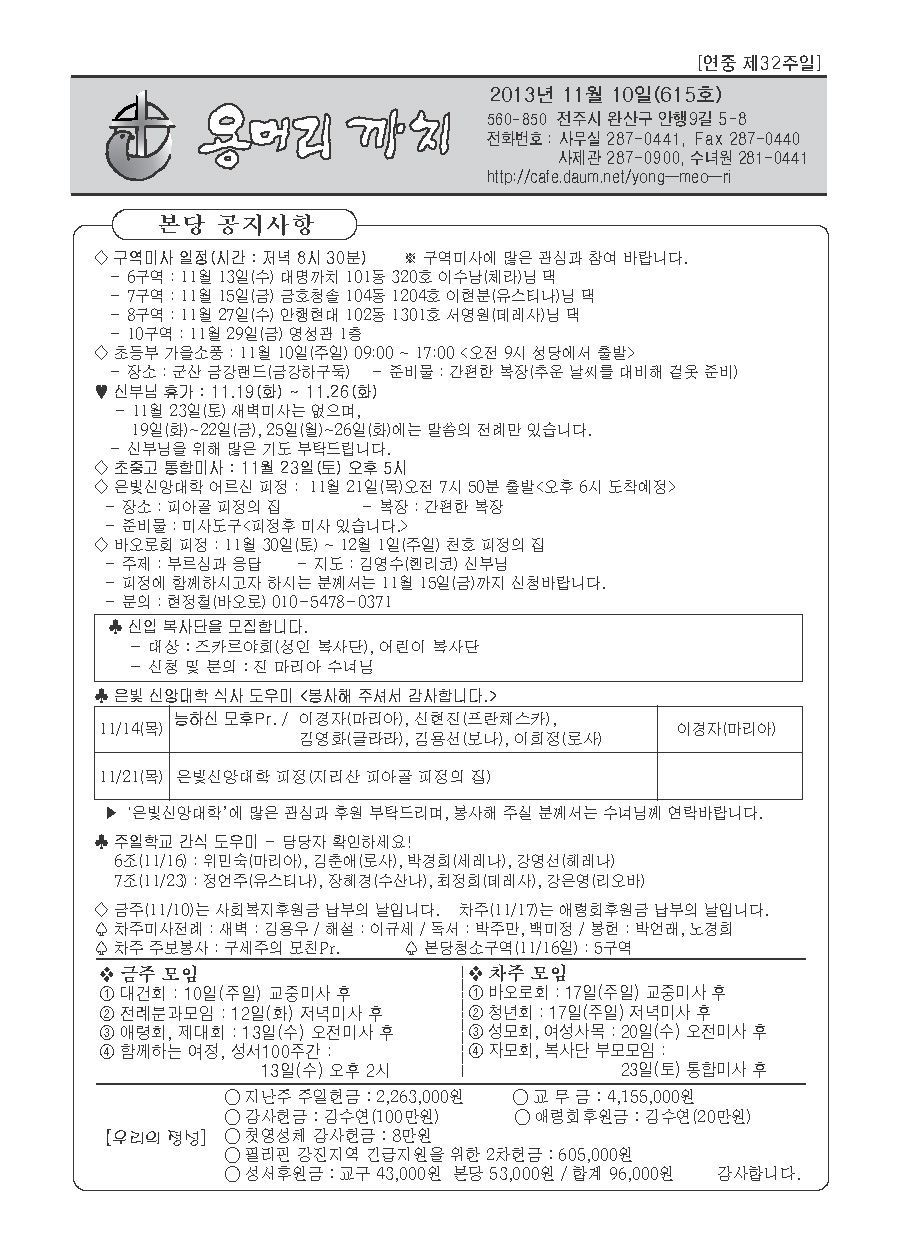 [연중 제32주일]
용머리 까치
2013년 11월 10일(615호)
560-850 전주시 완산구 안행9길 5-8
전화번호 : 사무실 287-0441, Fax 287-0440
사제관 287-0900, 수녀원 281-0441
http://cafe.daum.net/yong—meo—ri
본당 공지사항
◇ 구역미사 일정(시간 : 저녁 8시 30분) ※ 구역미사에 많은 관심과 참여 바랍니다.
- 6구역 : 11월 13일(수) 대명까치 101동 320호 이수남(체라)님 댁
- 7구역 : 11월 15일(금) 금호청솔 104동 1204호 이현분(유스티나)님 댁
- 8구역 : 11월 27일(수) 안행현대 102동 1301호 서영원(데레사)님 댁
- 10구역 : 11월 29일(금) 영성관 1층
◇ 초등부 가을소풍 : 11월 10일(주일) 09:00 ~ 17:00 <오전 9시 성당에서 출발>
- 장소 : 군산 금강랜드(금강하구둑) - 준비물 : 간편한 복장(추운 날씨를 대비해 겉옷 준비)
♥ 신부님 휴가 : 11.19(화) ~ 11.26(화)
- 11월 23일(토) 새벽미사는 없으며,
19일(화)~22일(금), 25일(월)~26일(화)에는 말씀의 전례만 있습니다.
- 신부님을 위해 많은 기도 부탁드립니다.
◇ 초중고 통합미사 : 11월 23일(토) 오후 5시
◇ 은빛신앙대학 어르신 피정 : 11월 21일(목)오전 7시 50분 출발<오후 6시 도착예정>
- 장소 : 피아골 피정의 집 - 복장 : 간편한 복장
- 준비물 : 미사도구<피정후 미사 있습니다.>
◇ 바오로회 피정 : 11월 30일(토) ~ 12월 1일(주일) 천호 피정의 집
- 주제 : 부르심과 응답 - 지도 : 김영수(헨리코) 신부님
- 피정에 함께하시고자 하시는 분께서는 11월 15일(금)까지 신청바랍니다.
- 문의 : 현정철(바오로) 010-5478-0371
♣ 신입 복사단을 모집합니다.
- 대상 : 즈카르야회(성인 복사단), 어린이 복사단
- 신청 및 분의 : 진 마리아 수녀님
♣ 은빛 신앙대학 식사 도우미 <봉사해 주셔서 감사합니다.>
11/14(목) 능하신 모후Pr. / 이경자(마리아), 신현진(프란체스카), 이경자(마리아)
김영화(글라라), 김용선(보나), 이희정(로사)
11/21(목) 은빛신앙대학 피정(지리산 피아골 피정의 집)
▶ '은빛신앙대학'에 많은 관심과 후원 부탁드리며, 봉사해 주실 분께서는 수녀님께 연락바랍니다.
♣ 주일학교 간식 도우미 - 담당자 확인하세요!
6조(11/16) : 위민숙(마리아), 김춘애(로사), 박경희(세레나), 강영선(헤레나)
7조(11/23) : 정언주(유스티나), 장혜경(수산나), 최정희(데레사), 강은영(리오바)
◇ 금주(11/10)는 사회복지후원금 납부의 날입니다. 차주(11/17)는 애령회후원금 납부의 날입니다.
♤ 차주미사전례 : 새벽 : 김용우 / 해설 : 이규세 / 독서 : 박주만, 백미정 / 봉헌 : 박언래, 노경희
♤ 차주 주보봉사 : 구세주의 모친Pr. ♤ 본당청소구역(11/16일) : 5구역
❖ 금주 모임
① 대건회 : 10일(주일) 교중미사 후
② 전례분과모임 : 12일(화) 저녁미사 후
③ 애령회, 제대회 : 13일(수) 오전미사 후
④ 함께하는 여정, 성서100주간 :
13일(수) 오후 2시
❖ 차주 모임
① 바오로회 : 17일(주일) 교중미사 후
② 청년회 : 17일(주일) 저녁미사 후
③ 성모회, 여성사목 : 20일(수) 오전미사 후
④ 자모회, 복사단 부모모임 :
23일(토) 통합미사 후
[우리의 정성]
○ 지난주 주일헌금 : 2,263,000원 ○ 교 무 금 : 4,155,000원
○ 감사헌금 : 김수연(100만원) ○ 애령회후원금 : 김수연(20만원)
○ 첫영성체 감사헌금 : 8만원
○ 필리핀 강진지역 긴급지원을 위한 2차헌금 : 605,000원
○ 성서후원금 : 교구 43,000원 본당 53,000원 / 합계 96,000원 감사합니다.